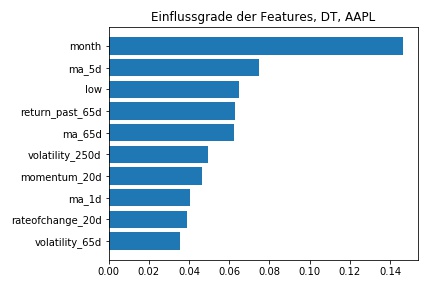 Einflussgrade der Features, DT, AAPL
month
ma_5d
low
return_past_65d
ma_65d
volatility_250d
momentum_20d
ma_1d
rateofchange_20d
volatility_65d
0.00 0.02 0.04 0.06 0.08 0.10 0.12 0.14